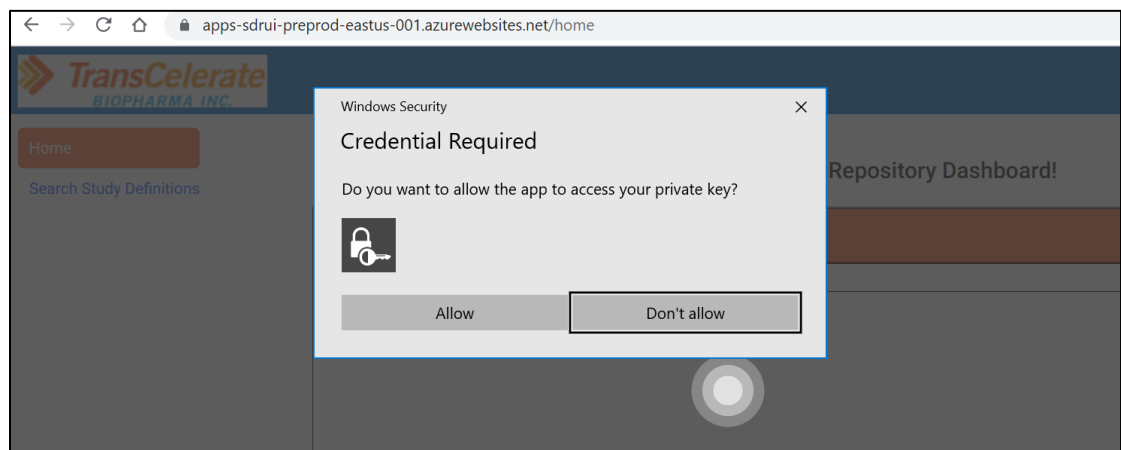 apps-sdrui-preprod-eastus-001.azurewebsites.net/home
TransCelerate
BIOPHARMA INC.
Home
Search Study Definitions
Repository Dashboard!
Windows Security
Credential Required
Do you want to allow the app to access your private key?
Allow
Don't allow